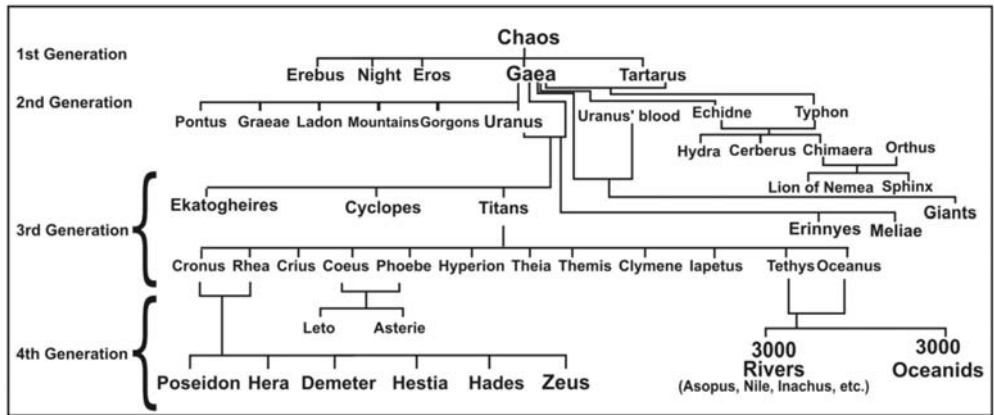 Chaos
1st Generation
Erebus Night Eros Gaea Tartarus
2nd Generation
Pontus Graeae Ladon Mountains Gorgons Uranus Uranus' blood Echidne Typhon
Hydra Cerberus Chimaera Orthus
Lion of Nemea Sphinx
Ekatogheires Cyclopes Titans Giants
3rd Generation
Erinnyes Meliae
Cronus Rhea Crius Coeus Phoebe Hyperion Theia Themis Clymene Iapetus Tethys Oceanus
Leto Asterie
4th Generation
3000 3000
Rivers Oceanids
(Asopus, Nile, Inachus, etc.)
Poseidon Hera Demeter Hestia Hades Zeus